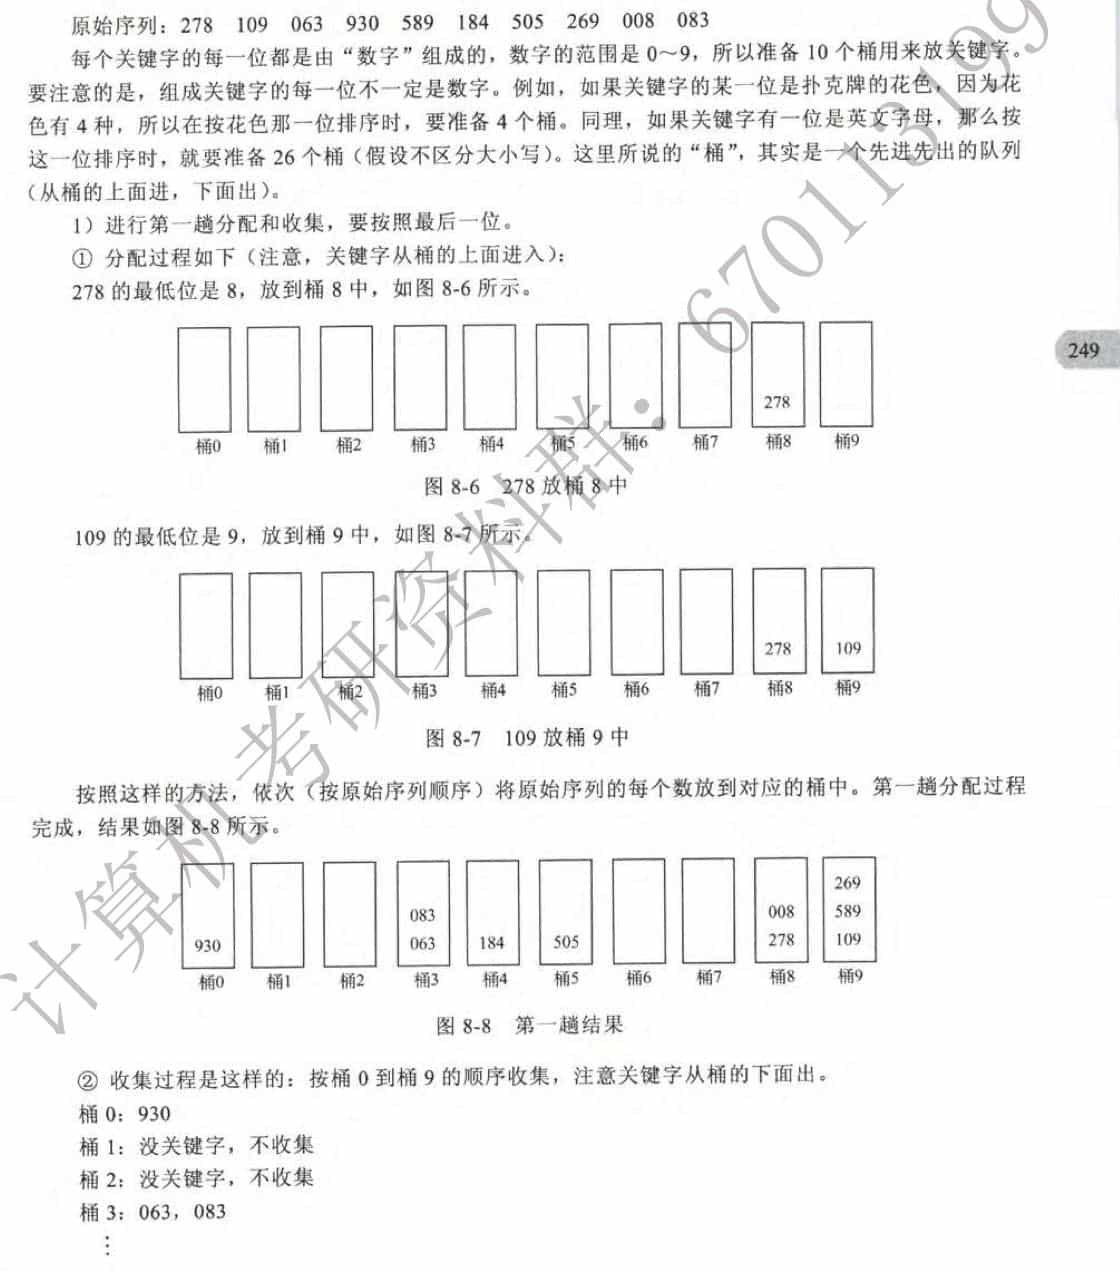 原始序列：278 109 063 930 589 184 505 269 008 083
每个关键字的每一位都是由“数字”组成的，数字的范围是 0～9，所以准备 10 个桶用来放关键字。
要注意的是，组成关键字的每一位不一定是数字。例如，如果关键字的某一位是扑克牌的花色，因为花
色有 4 种，所以在按花色那一位排序时，要准备 4 个桶。同理，如果关键字有一位是英文字母，那么按
这一位排序时，就要准备 26 个桶（假设不区分大小写）。这里所说的“桶”，其实是一个先进先出的队列
（从桶的上面进，下面出）。
1）进行第一趟分配和收集，要按照最后一位。
① 分配过程如下（注意，关键字从桶的上面进入）：
278 的最低位是 8，放到桶 8 中，如图 8-6 所示。
249
278
桶0 桶1 桶2 桶3 桶4 桶5 桶6 桶7 桶8 桶9
图 8-6 278 放桶 8 中
109 的最低位是 9，放到桶 9 中，如图 8-7 所示。
278 109
桶0 桶1 桶2 桶3 桶4 桶5 桶6 桶7 桶8 桶9
图 8-7 109 放桶 9 中
按照这样的方法，依次（按原始序列顺序）将原始序列的每个数放到对应的桶中。第一趟分配过程
完成，结果如图 8-8 所示。
269
083 008 589
930 063 184 505 278 109
桶0 桶1 桶2 桶3 桶4 桶5 桶6 桶7 桶8 桶9
图 8-8 第一趟结果
② 收集过程是这样的：按桶 0 到桶 9 的顺序收集，注意关键字从桶的下面出。
桶 0：930
桶 1：没关键字，不收集
桶 2：没关键字，不收集
桶 3：063，083
⋮
计算机考研资料群：670113199